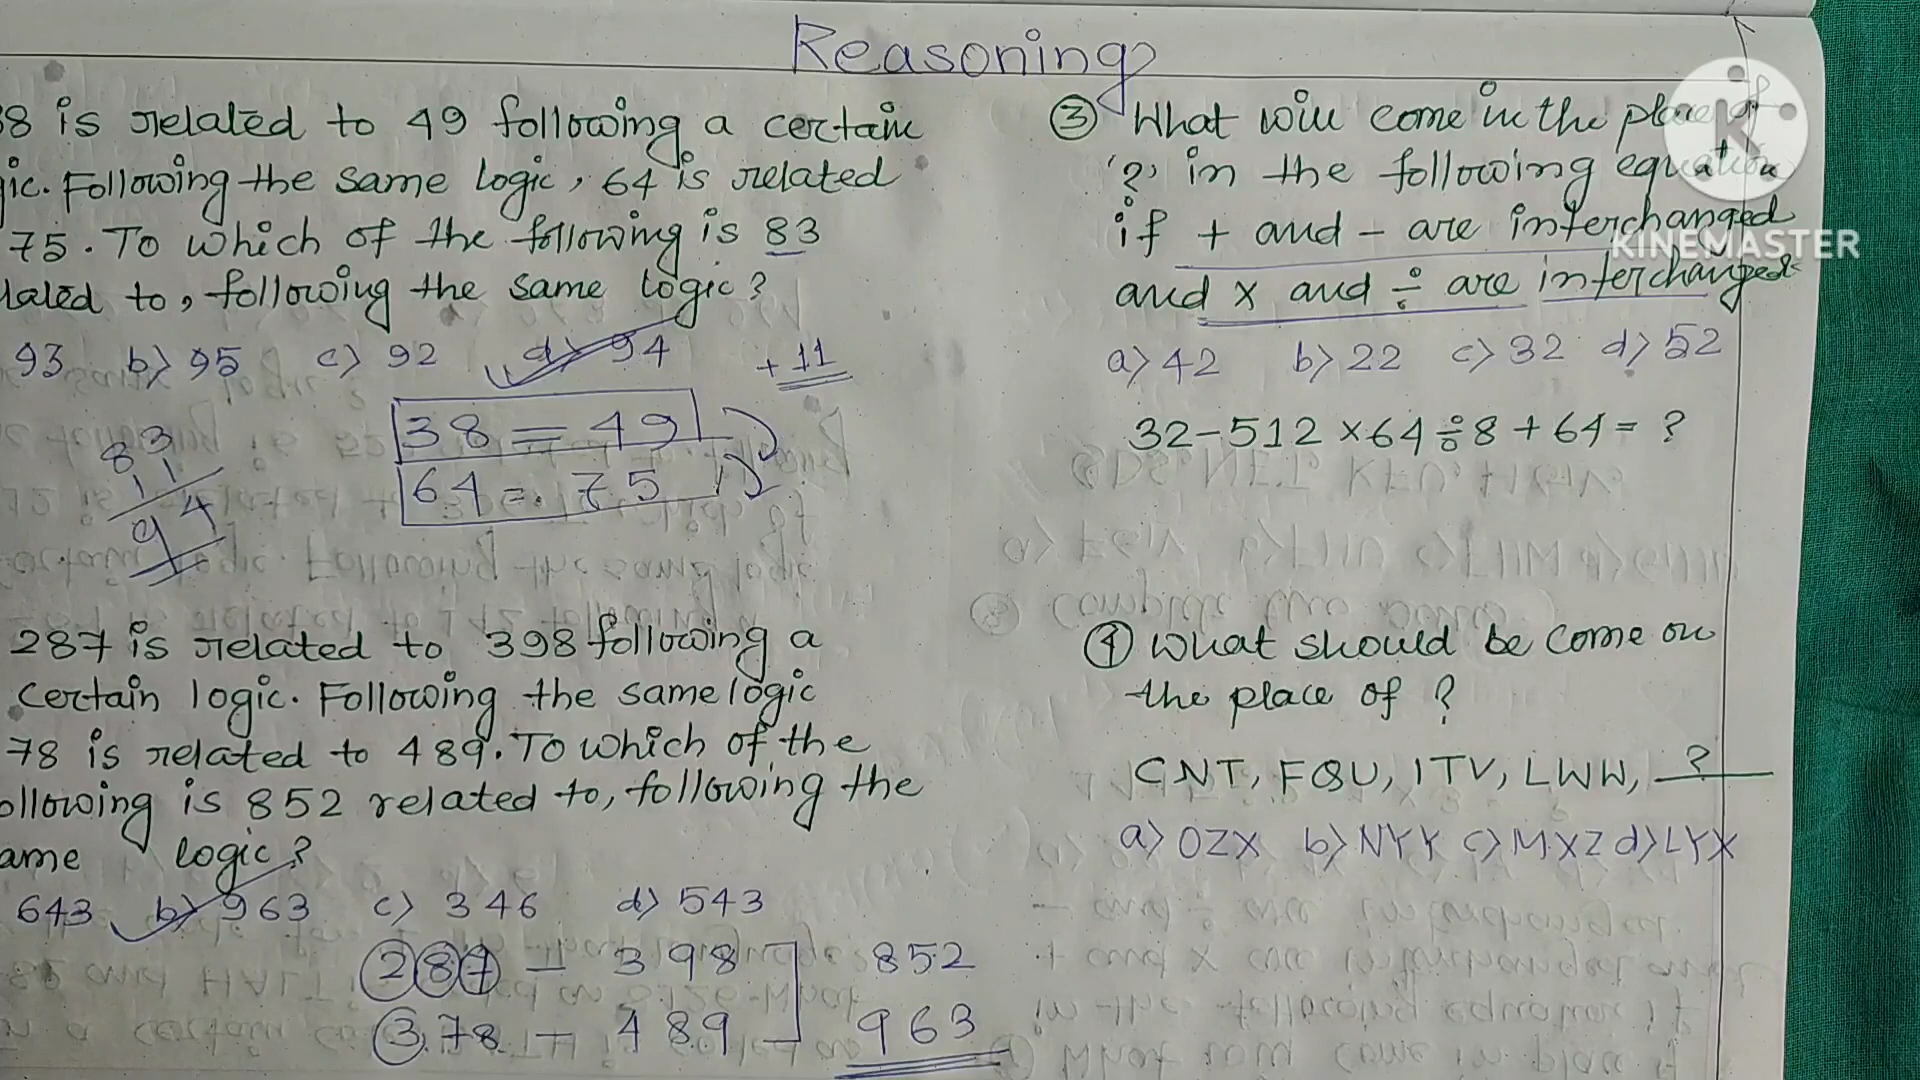 Reasoning
38 is related to 49 following a certain
gic. Following the same logic, 64 is related
75. To which of the following is 83
lated to, following the same logic?
93 b) 95 c) 92 d) 94
+11
38 = 49
64 = 75
83
11
94
287 is related to 398 following a
certain logic. Following the same logic
78 is related to 489. To which of the
ollowing is 852 related to, following the
ame logic?
643 b) 963 c) 346 d) 543
287 - 398
378 - 489
852
963
③ What will come in the place of
'?' in the following equation
if + and - are interchanged
and x and ÷ are interchanged.
a) 42 b) 22 c) 32 d) 52
32-512 x 64 ÷ 8 + 64 = ?
④ What should be come on
the place of ?
CNT, FQU, ITV, LWW, ?
a) OZX b) NYY c) MXZ d) LYX
KINEMASTER